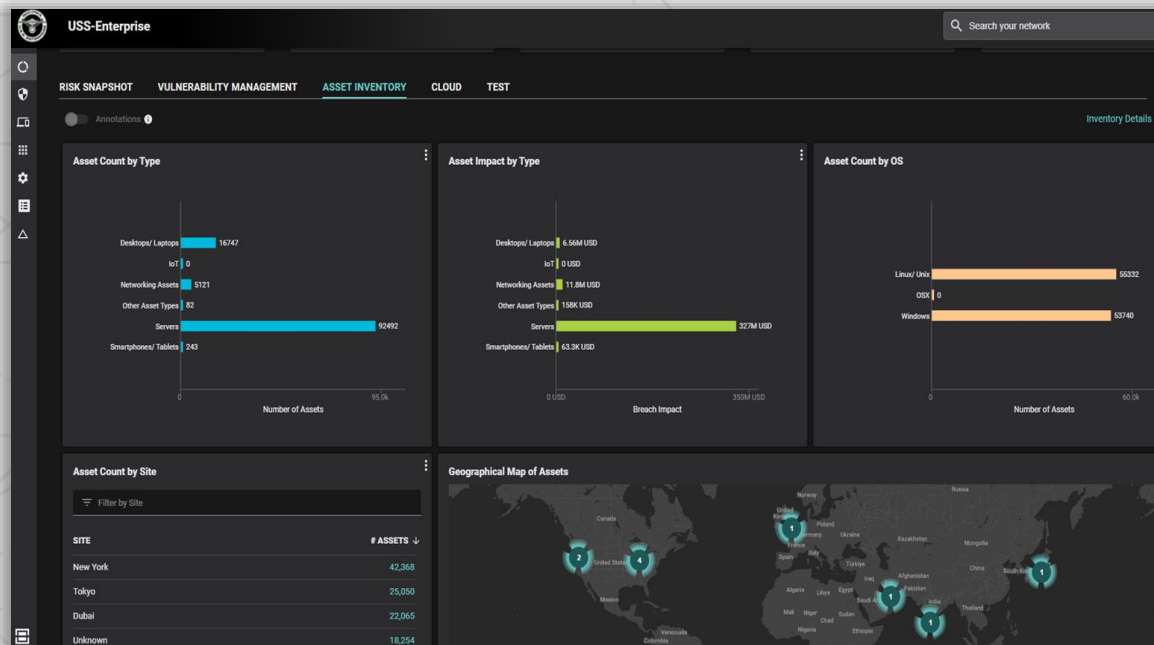 USS-Enterprise
Search your network
RISK SNAPSHOT VULNERABILITY MANAGEMENT ASSET INVENTORY CLOUD TEST
Annotations
Inventory Details
Asset Count by Type
Desktops/ Laptops 16747
IoT 0
Networking Assets 5121
Other Asset Types 82
Servers 92492
Smartphones/ Tablets 243
0 95.0k
Number of Assets
Asset Impact by Type
Desktops/ Laptops 6.56M USD
IoT 0 USD
Networking Assets 11.8M USD
Other Asset Types 158K USD
Servers 327M USD
Smartphones/ Tablets 63.3K USD
0 USD 350M USD
Breach Impact
Asset Count by OS
Linux/ Unix 55332
OSX 0
Windows 53740
0 60.0k
Number of Assets
Asset Count by Site
Filter by Site
SITE # ASSETS
New York 42,368
Tokyo 25,050
Dubai 22,065
Unknown 18,254
Geographical Map of Assets
Norway
Russia
Canada
United
1
Poland
Germany
Ukraine
Kazakhstan
Mongolia
France
Italy
Spain
Türkiye
2
United States
4
China
South Korea
1
Iraq
Afghanistan
Pakistan
Algeria
Libya
Egypt
Saudi
1
Mexico
India
1
Thailand
Mali
Niger
Chad
Sudan
Nigeria
Ethiopia
Venezuela
Colombia